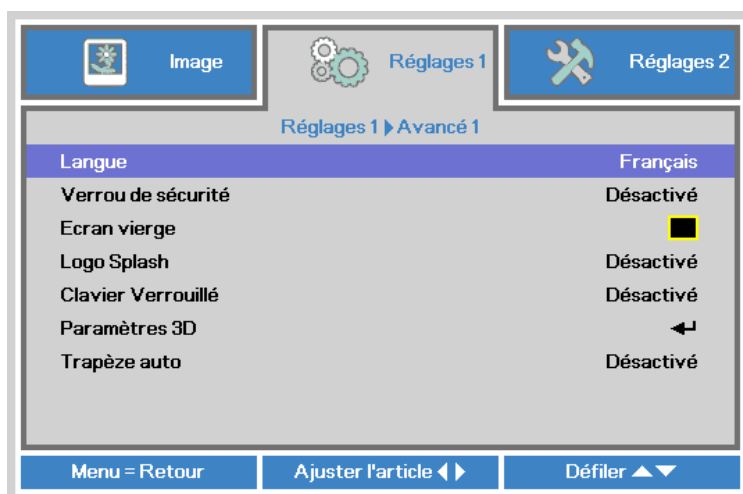 Image
Réglages 1
Réglages 2
Réglages 1 ▶ Avancé 1
Langue Français
Verrou de sécurité Désactivé
Ecran vierge
Logo Splash Désactivé
Clavier Verrouillé Désactivé
Paramètres 3D ↵
Trapèze auto Désactivé
Menu = Retour
Ajuster l'article ◀▶
Défiler ▲▼